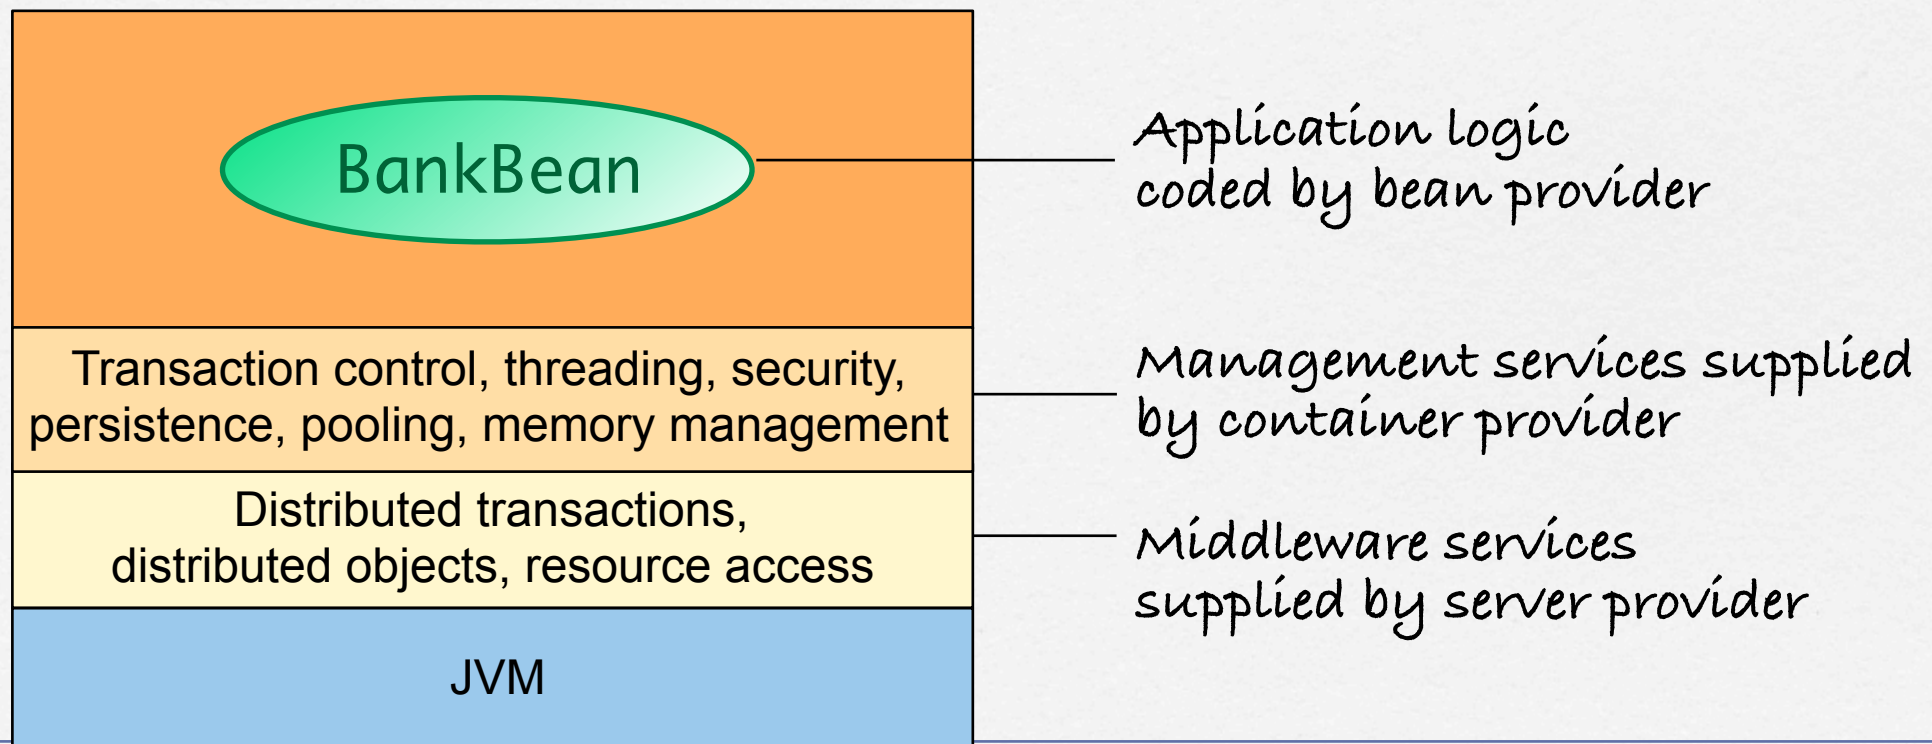 BankBean
Application logic
coded by bean provider
Transaction control, threading, security,
persistence, pooling, memory management
Management services supplied
by container provider
Distributed transactions,
distributed objects, resource access
Middleware services
supplied by server provider
JVM